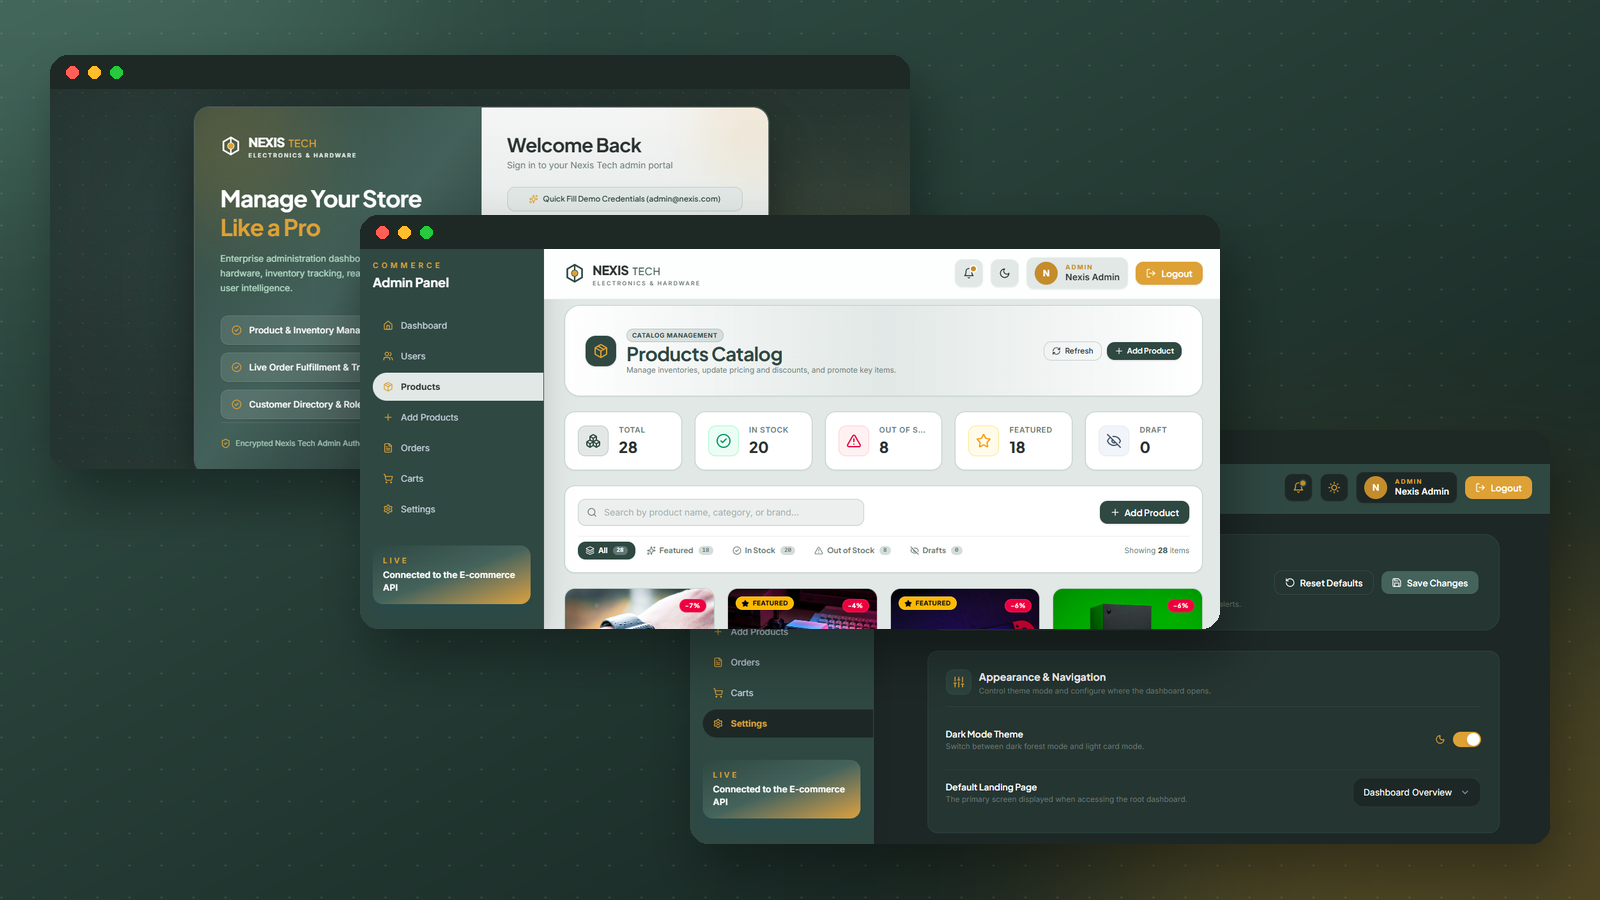 NEXIS TECH
ELECTRONICS & HARDWARE
Manage Your Store
Like a Pro
Enterprise administration dashbo
hardware, inventory tracking, rea
user intelligence.
Product & Inventory Mana
Live Order Fulfillment & Tr
Customer Directory & Role
Encrypted Nexis Tech Admin Auth
Welcome Back
Sign in to your Nexis Tech admin portal
Quick Fill Demo Credentials (admin@nexis.com)
COMMERCE
Admin Panel
Dashboard
Users
Products
Add Products
Orders
Carts
Settings
LIVE
Connected to the E-commerce
API
NEXIS TECH
ELECTRONICS & HARDWARE
N
ADMIN
Nexis Admin
Logout
CATALOG MANAGEMENT
Products Catalog
Manage inventories, update pricing and discounts, and promote key items.
Refresh
Add Product
TOTAL
28
IN STOCK
20
OUT OF S...
8
FEATURED
18
DRAFT
0
Search by product name, category, or brand...
Add Product
All 28
Featured 18
In Stock 20
Out of Stock 8
Drafts 0
Showing 28 items
-7%
FEATURED
-4%
FEATURED
-6%
-6%
N
ADMIN
Nexis Admin
Logout
Reset Defaults
Save Changes
alerts.
Add Products
Orders
Carts
Settings
LIVE
Connected to the E-commerce
API
Appearance & Navigation
Control theme mode and configure where the dashboard opens.
Dark Mode Theme
Switch between dark forest mode and light card mode.
Default Landing Page
The primary screen displayed when accessing the root dashboard.
Dashboard Overview